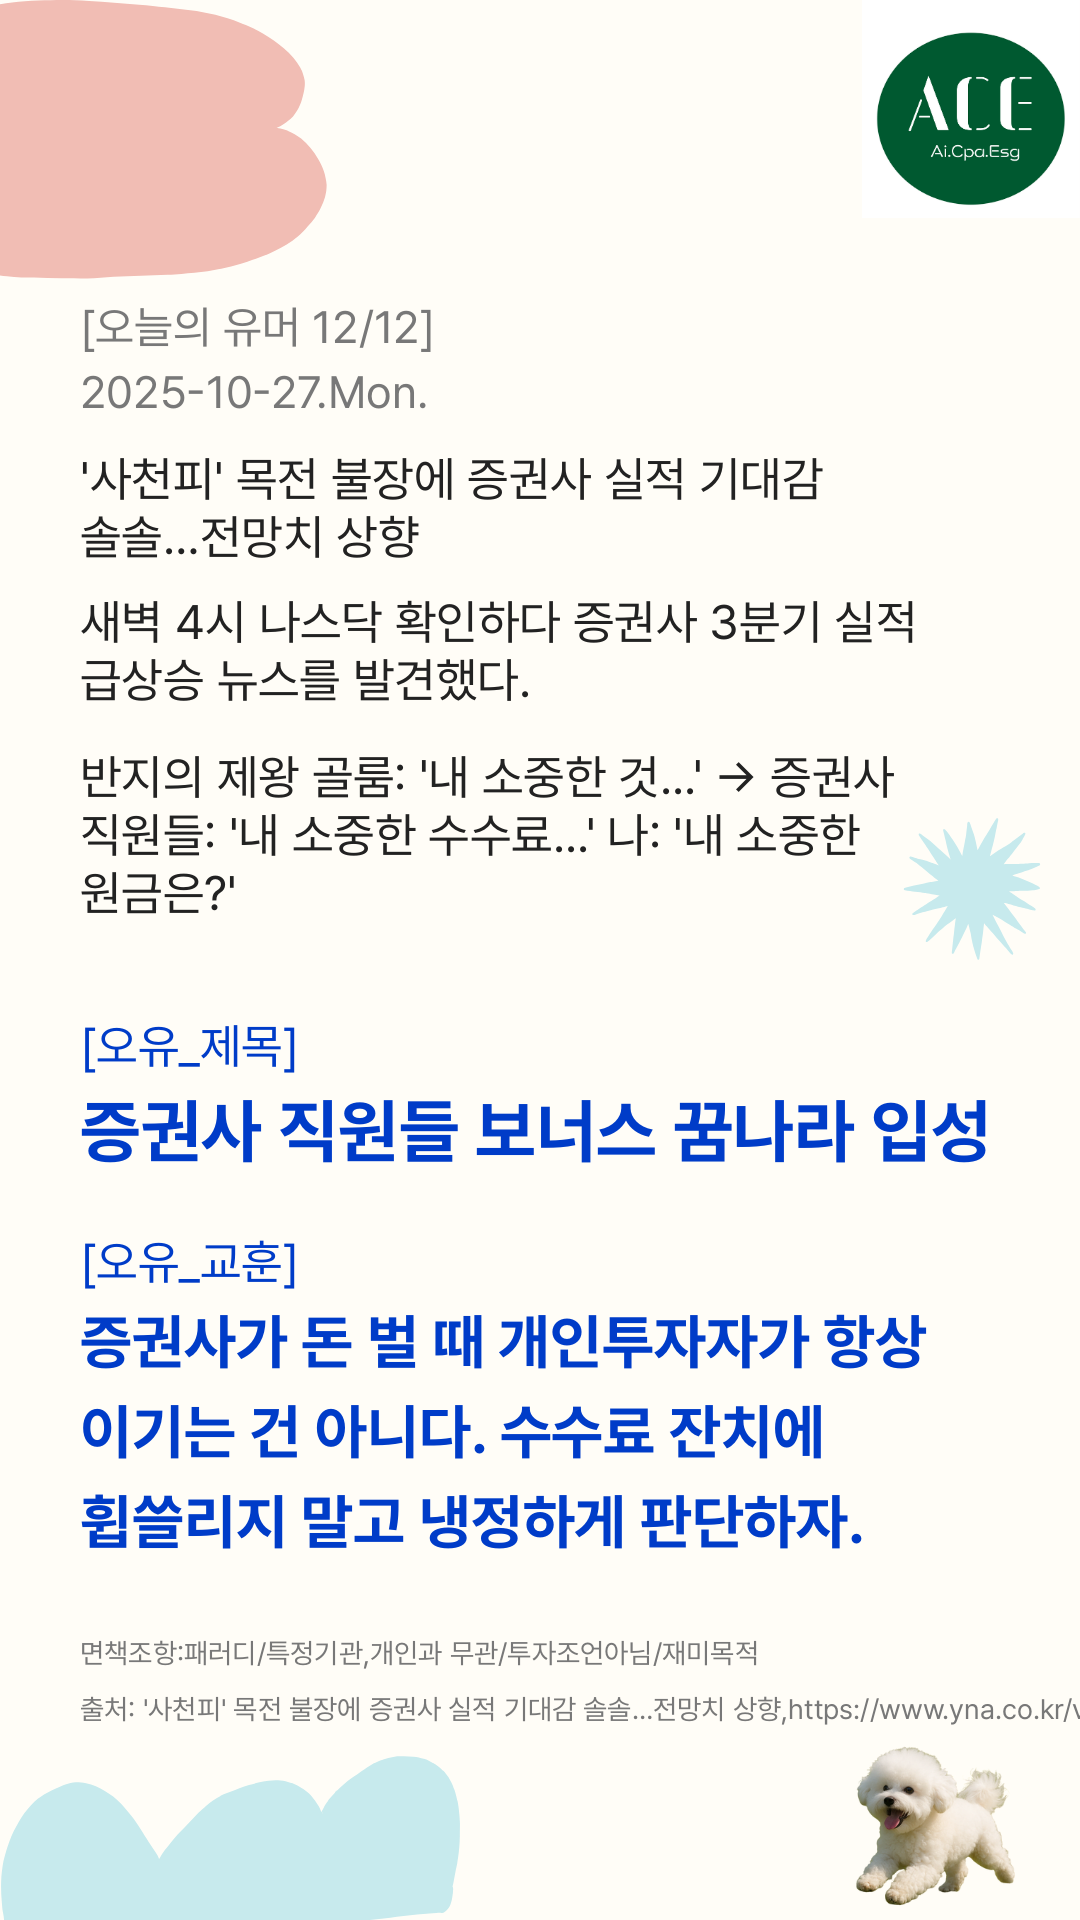 ACE
Ai.Cpa.Esg
[오늘의 유머 12/12]
2025-10-27.Mon.
'사천피' 목전 불장에 증권사 실적 기대감
솔솔...전망치 상향
새벽 4시 나스닥 확인하다 증권사 3분기 실적
급상승 뉴스를 발견했다.
반지의 제왕 골룸: '내 소중한 것...' → 증권사
직원들: '내 소중한 수수료...' 나: '내 소중한
원금은?'
[오유_제목]
증권사 직원들 보너스 꿈나라 입성
[오유_교훈]
증권사가 돈 벌 때 개인투자자가 항상
이기는 건 아니다. 수수료 잔치에
휩쓸리지 말고 냉정하게 판단하자.
면책조항:패러디/특정기관,개인과 무관/투자조언아님/재미목적
출처: '사천피' 목전 불장에 증권사 실적 기대감 솔솔...전망치 상향,https://www.yna.co.kr/v